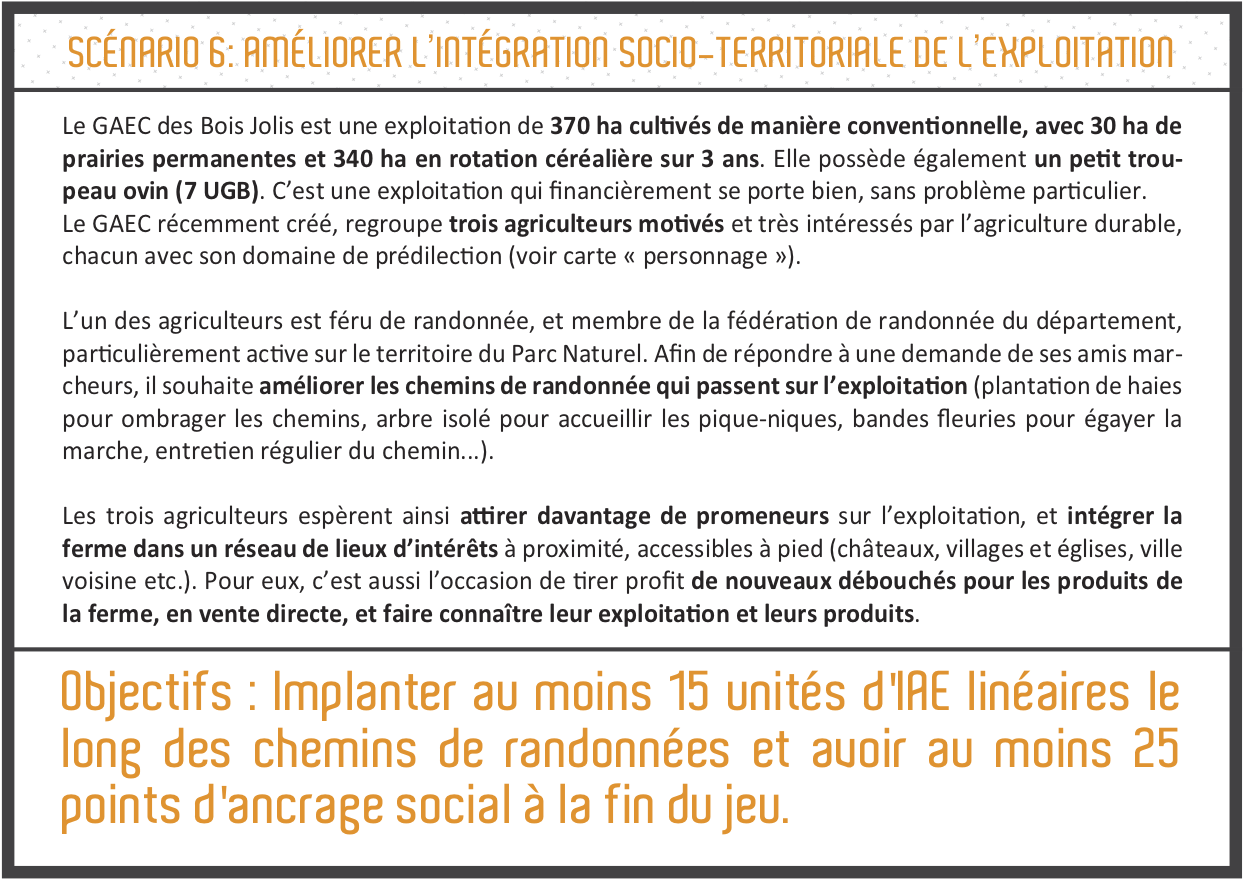 SCÉNARIO 6: AMÉLIORER L'INTÉGRATION SOCIO-TERRITORIALE DE L'EXPLOITATION
Le GAEC des Bois Jolis est une exploitation de 370 ha cultivés de manière conventionnelle, avec 30 ha de
prairies permanentes et 340 ha en rotation céréalière sur 3 ans. Elle possède également un petit trou-
peau ovin (7 UGB). C'est une exploitation qui financièrement se porte bien, sans problème particulier.
Le GAEC récemment créé, regroupe trois agriculteurs motivés et très intéressés par l'agriculture durable,
chacun avec son domaine de prédilection (voir carte « personnage »).
L'un des agriculteurs est féru de randonnée, et membre de la fédération de randonnée du département,
particulièrement active sur le territoire du Parc Naturel. Afin de répondre à une demande de ses amis mar-
cheurs, il souhaite améliorer les chemins de randonnée qui passent sur l'exploitation (plantation de haies
pour ombrager les chemins, arbre isolé pour accueillir les pique-niques, bandes fleuries pour égayer la
marche, entretien régulier du chemin...).
Les trois agriculteurs espèrent ainsi attirer davantage de promeneurs sur l'exploitation, et intégrer la
ferme dans un réseau de lieux d'intérêts à proximité, accessibles à pied (châteaux, villages et églises, ville
voisine etc.). Pour eux, c'est aussi l'occasion de tirer profit de nouveaux débouchés pour les produits de
la ferme, en vente directe, et faire connaître leur exploitation et leurs produits.
Objectifs : Implanter au moins 15 unités d'IAE linéaires le
long des chemins de randonnées et avoir au moins 25
points d'ancrage social à la fin du jeu.